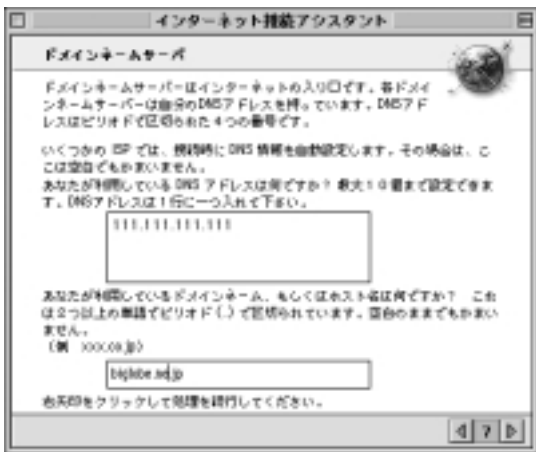 インターネット接続アシスタント
ドメインネームサーバ
ドメインネームサーバーはインターネットの入り口です。各ドメイ
ンネームサーバーは自分のDNSアドレスを持っています。DNSアド
レスはピリオドで区切られた4つの番号です。
いくつかの ISP では、接続時に DNS 情報を自動設定します。その場合は、こ
こは空白でもかまいません。
あなたが利用している DNS アドレスは何ですか? 最大10個まで設定できま
す。DNSアドレスは1行に一つ入れて下さい。
111.111.111.111
あなたが利用しているドメインネーム、もしくはホスト名は何ですか? これ
は2つ以上の単語でピリオド (.) で区切られています。空白のままでもかまい
ません。
(例 xxx.co.jp)
biglobe.ne.jp
右矢印をクリックして処理を続行してください。
?